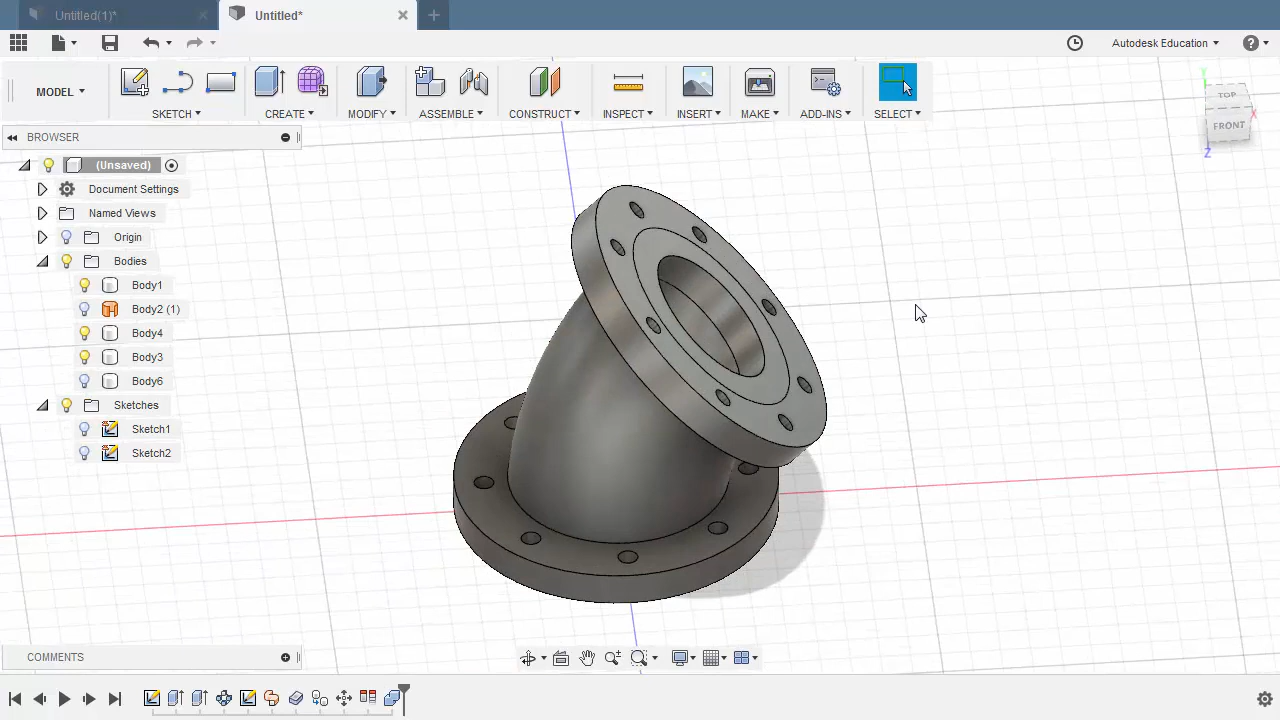 Untitled(1)*
Untitled*
Autodesk Education
MODEL
SKETCH
CREATE
MODIFY
ASSEMBLE
CONSTRUCT
INSPECT
INSERT
MAKE
ADD-INS
SELECT
TOP
FRONT
Y
X
Z
BROWSER
(Unsaved)
Document Settings
Named Views
Origin
Bodies
Body1
Body2 (1)
Body4
Body3
Body6
Sketches
Sketch1
Sketch2
COMMENTS